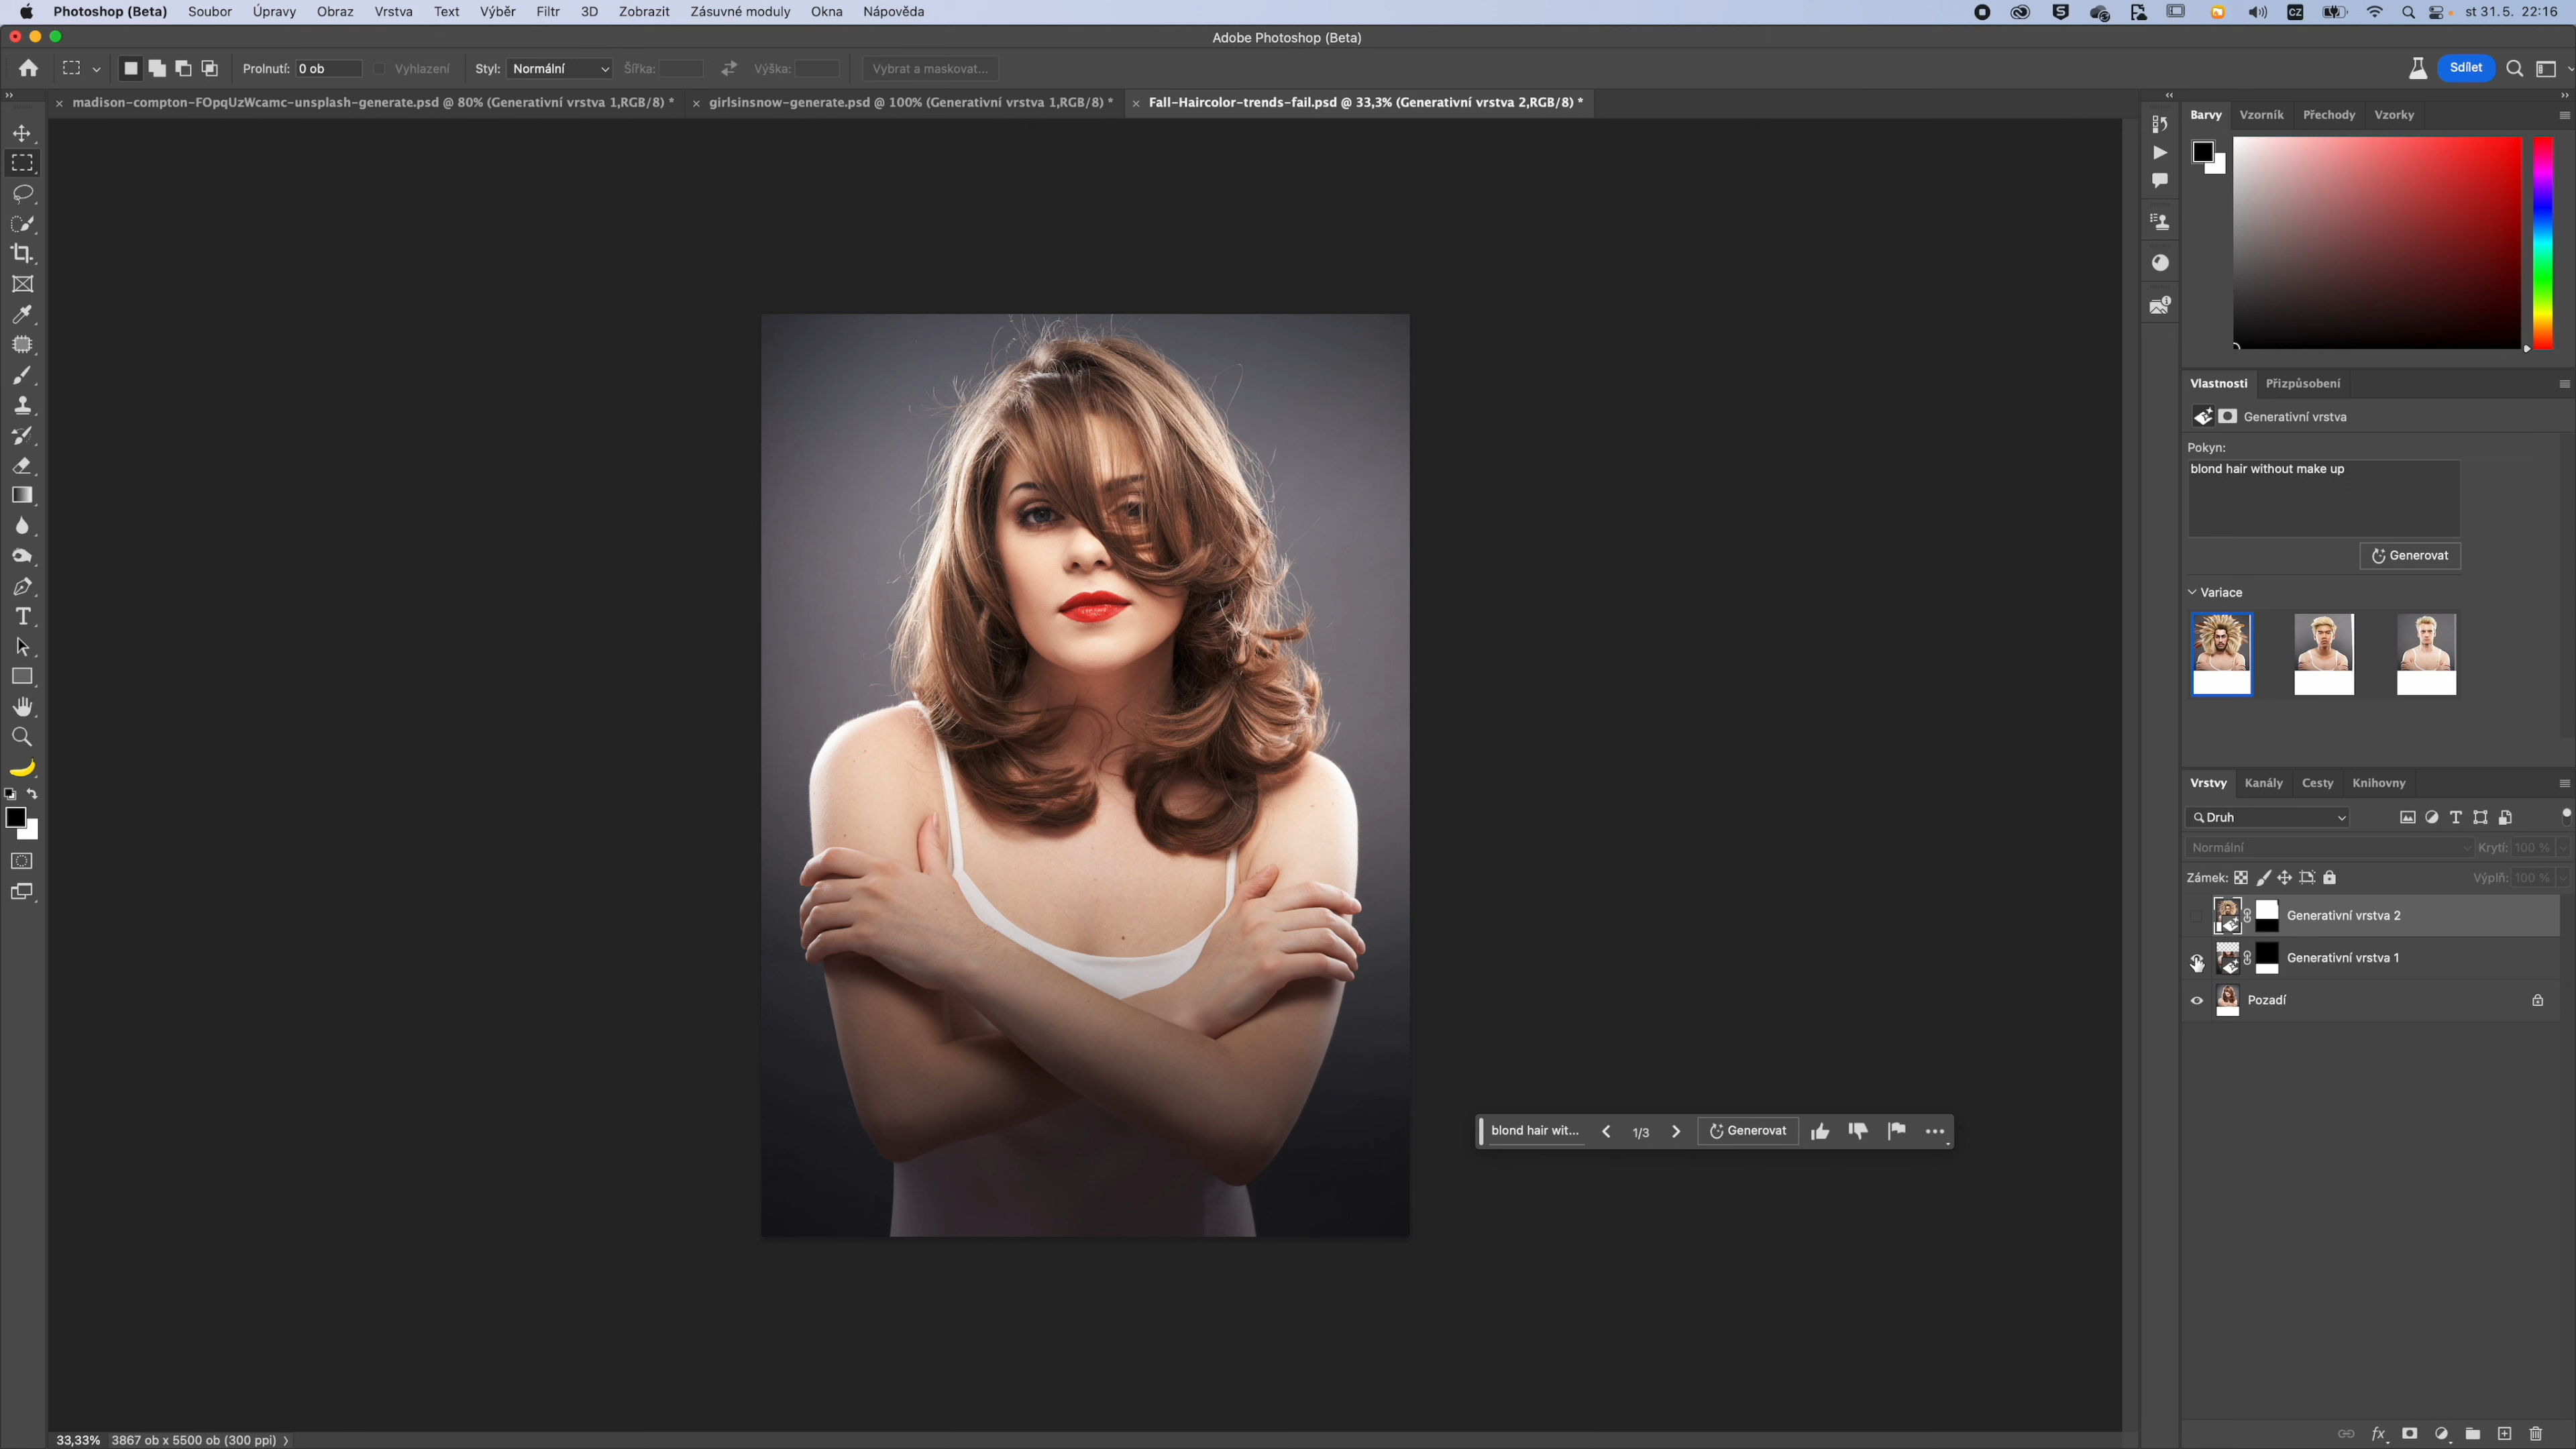 Photoshop (Beta) Soubor Úpravy Obraz Vrstva Text Výběr Filtr 3D Zobrazit Zásuvné moduly Okna Nápověda CZ st 31.5. 22:16
Adobe Photoshop (Beta)
Prolnutí: 0 ob Vyhlazení Styl: Normální Šířka: Výška: Vybrat a maskovat... Sdílet
madison-compton-FOpqUzWcamc-unsplash-generate.psd @ 80% (Generativní vrstva 1,RGB/8) * girlsinsnow-generate.psd @ 100% (Generativní vrstva 1,RGB/8) * Fall-Haircolor-trends-fail.psd @ 33,3% (Generativní vrstva 2,RGB/8) *
Barvy Vzorník Přechody Vzorky
Vlastnosti Přizpůsobení
Generativní vrstva
Pokyn:
blond hair without make up
Generovat
Variace
Vrstvy Kanály Cesty Knihovny
Druh
Normální Krytí: 100 %
Zámek: Výplň: 100 %
Generativní vrstva 2
Generativní vrstva 1
Pozadí
blond hair wit... 1/3 Generovat
33,33% 3867 ob x 5500 ob (300 ppi)
fx